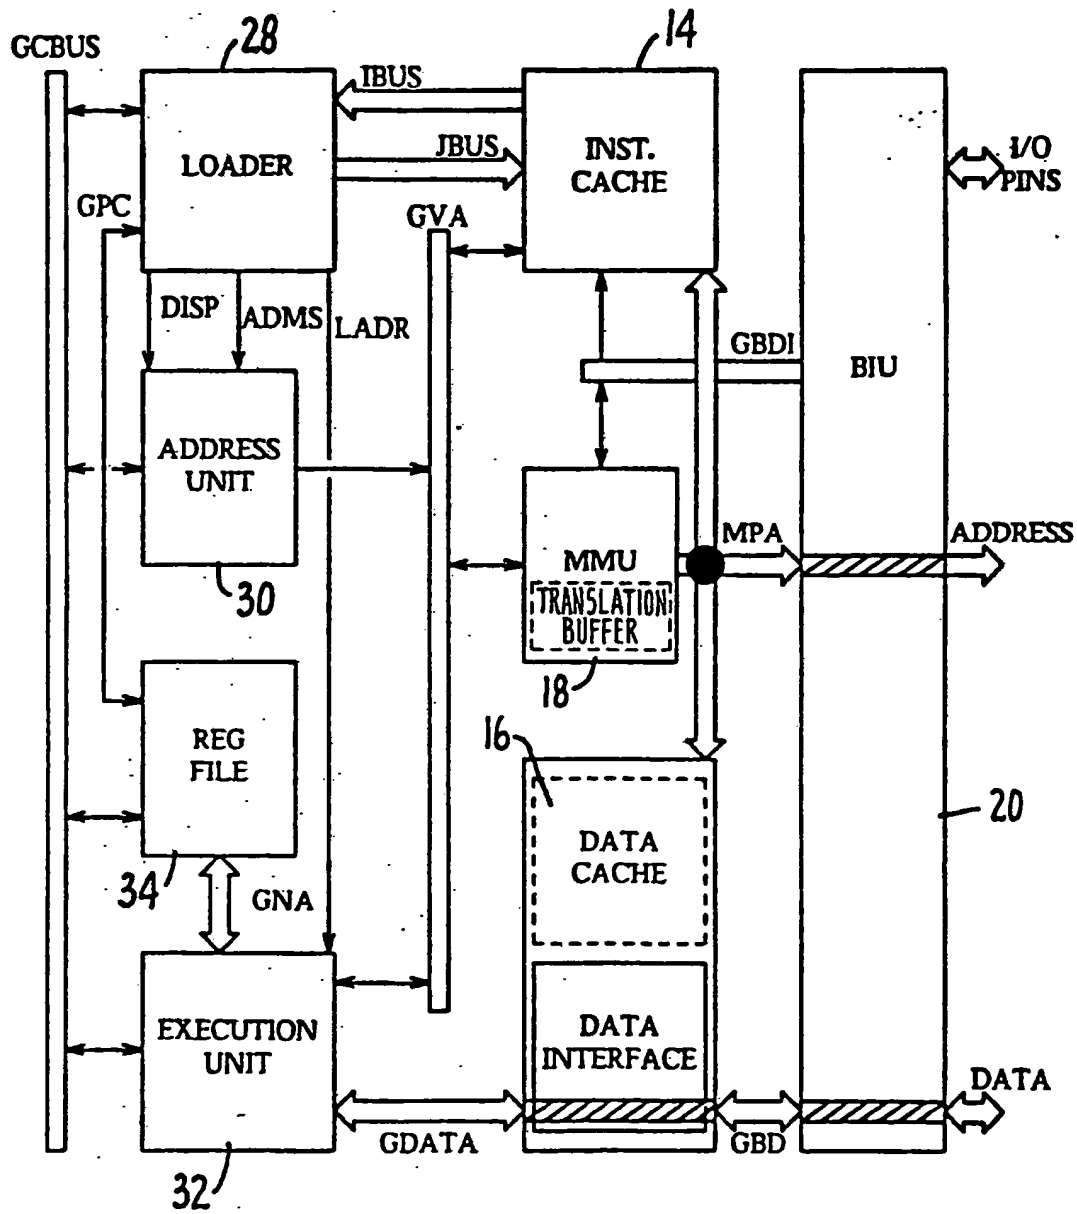 28
14
GCBUS
IBUS
LOADER
JBUS
INST.
CACHE
I/O
PINS
GPC
GVA
DISP
ADMS
LADR
GBDI
BIU
ADDRESS
UNIT
MPA
ADDRESS
MMU
TRANSLATION
BUFFER
30
18
REG
FILE
16
20
DATA
CACHE
34
GNA
EXECUTION
UNIT
DATA
INTERFACE
DATA
GDATA
GBD
32